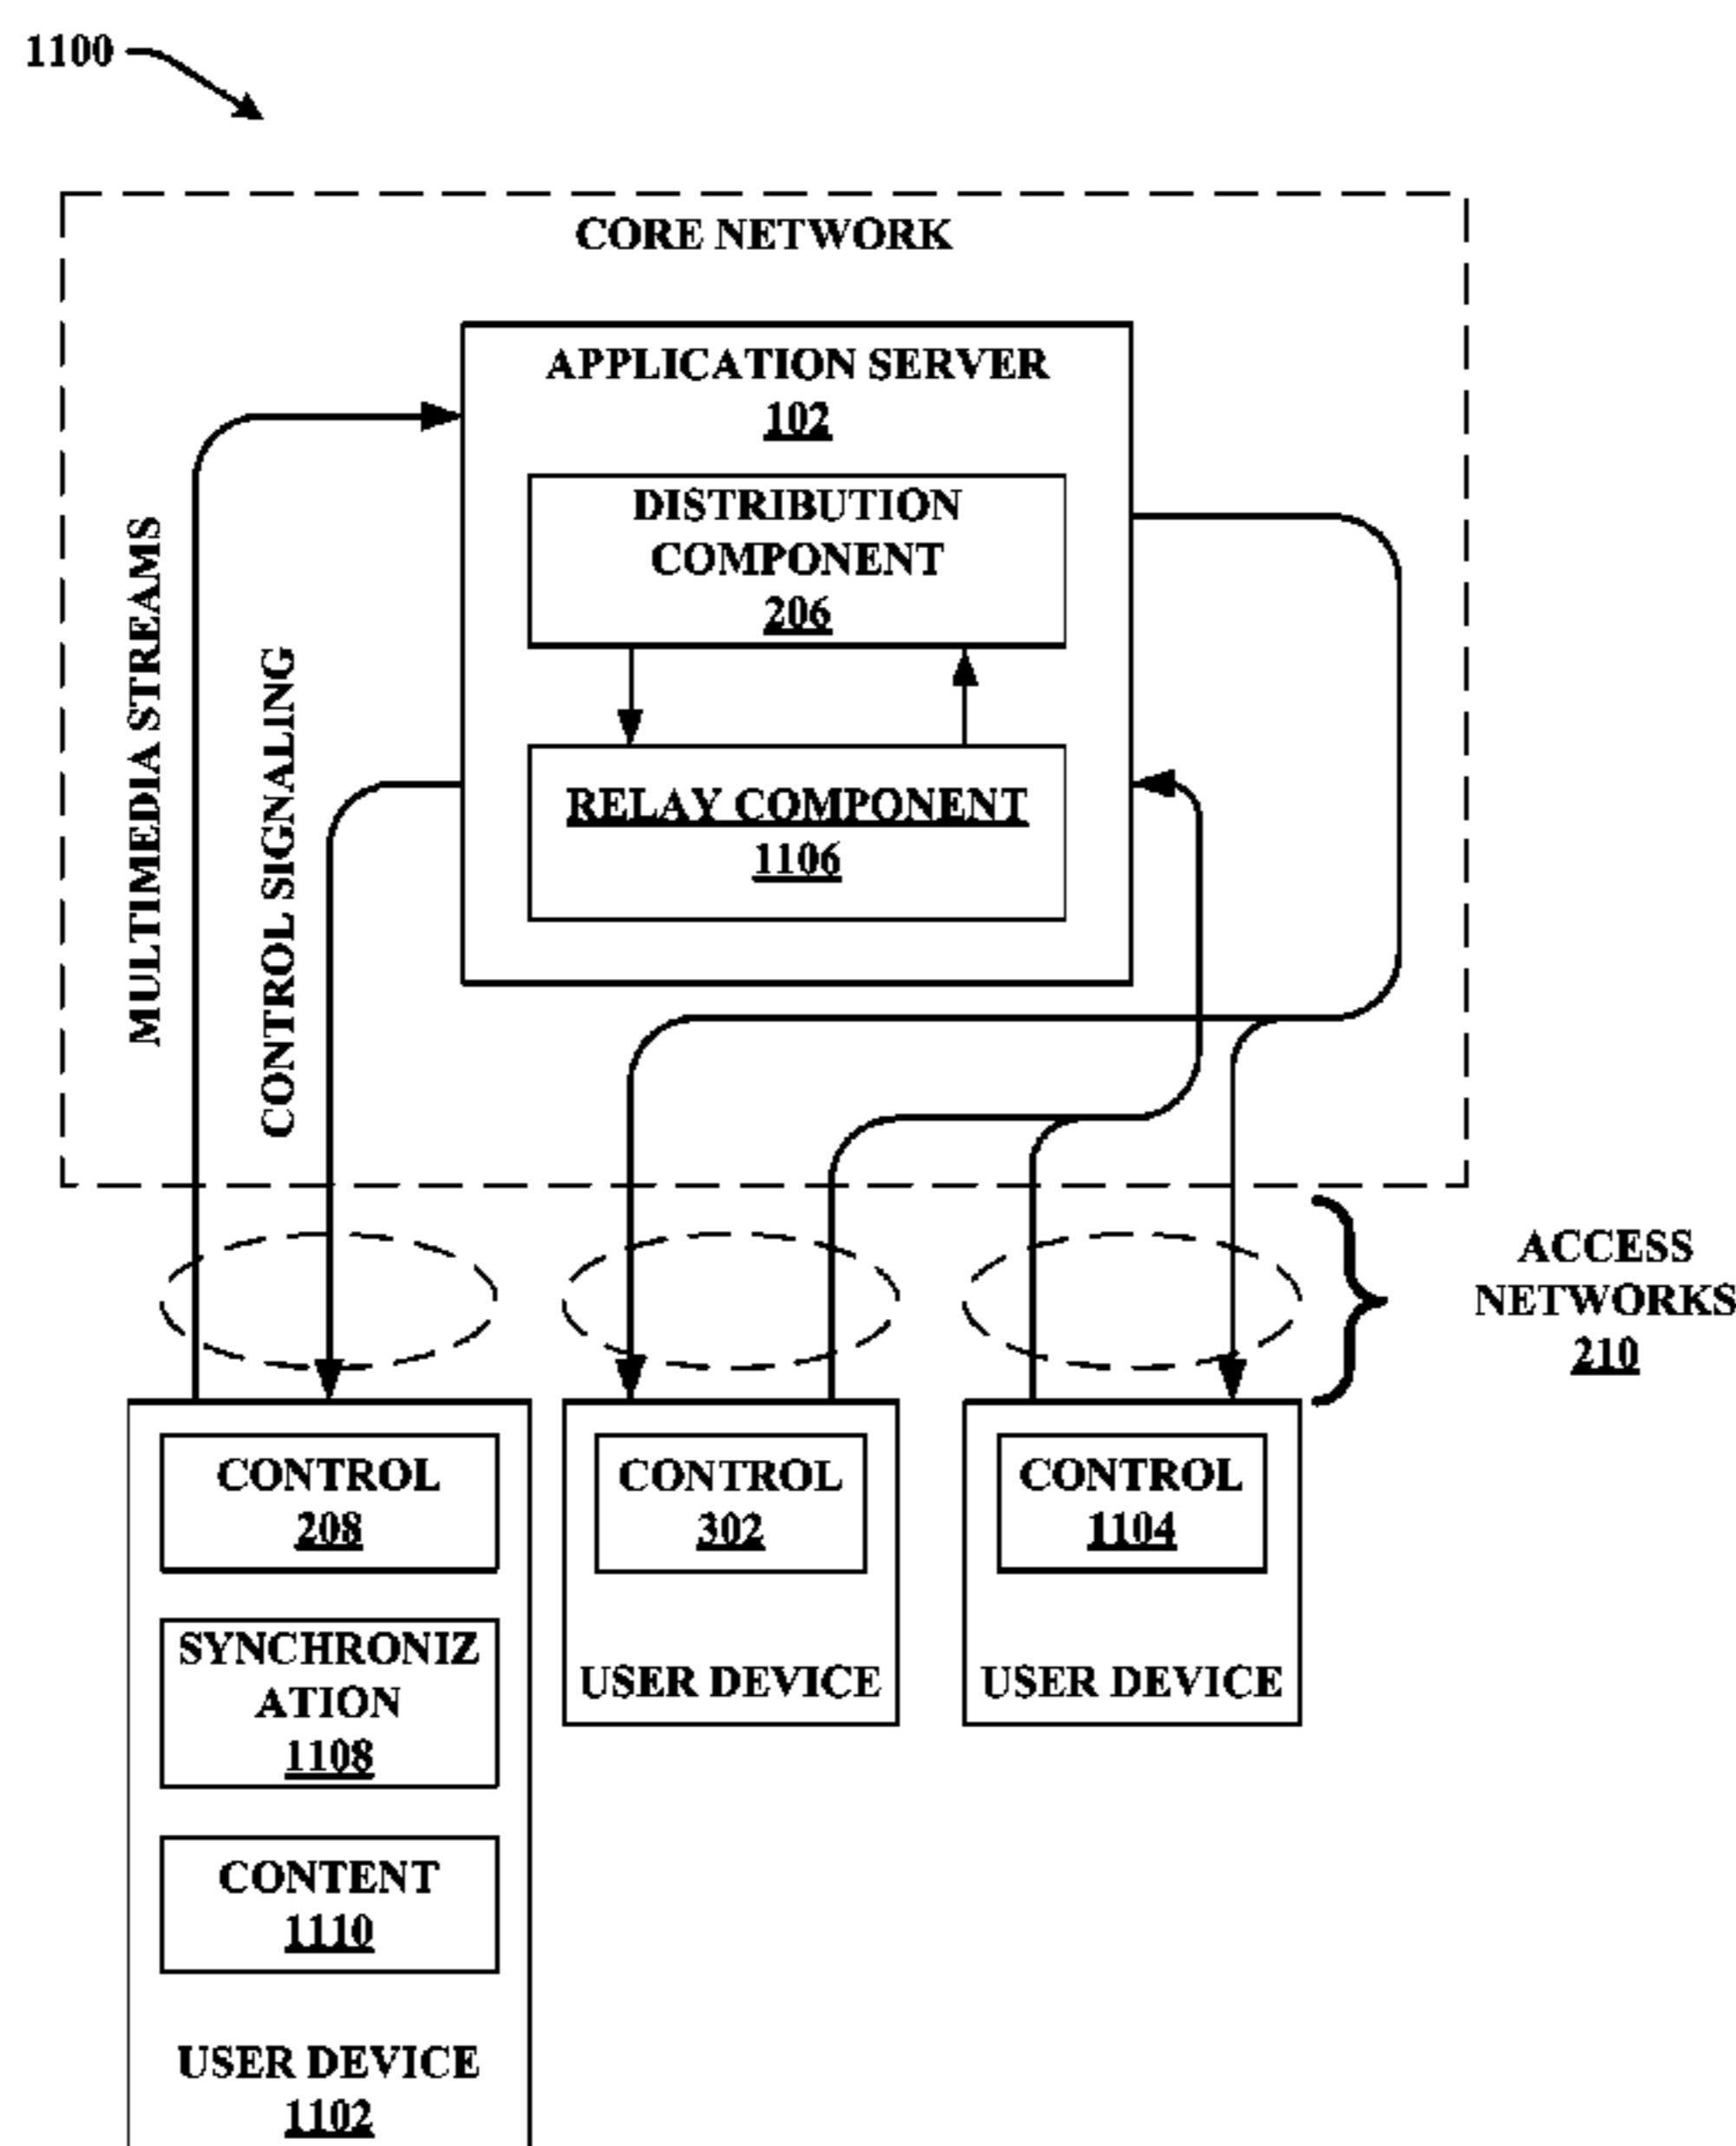 1100
CORE NETWORK
APPLICATION SERVER
102
DISTRIBUTION
COMPONENT
206
RELAY COMPONENT
1106
MULTIMEDIA STREAMS
CONTROL SIGNALING
ACCESS
NETWORKS
210
CONTROL
208
SYNCHRONIZ
ATION
1108
CONTENT
1110
USER DEVICE
1102
CONTROL
302
USER DEVICE
CONTROL
1104
USER DEVICE